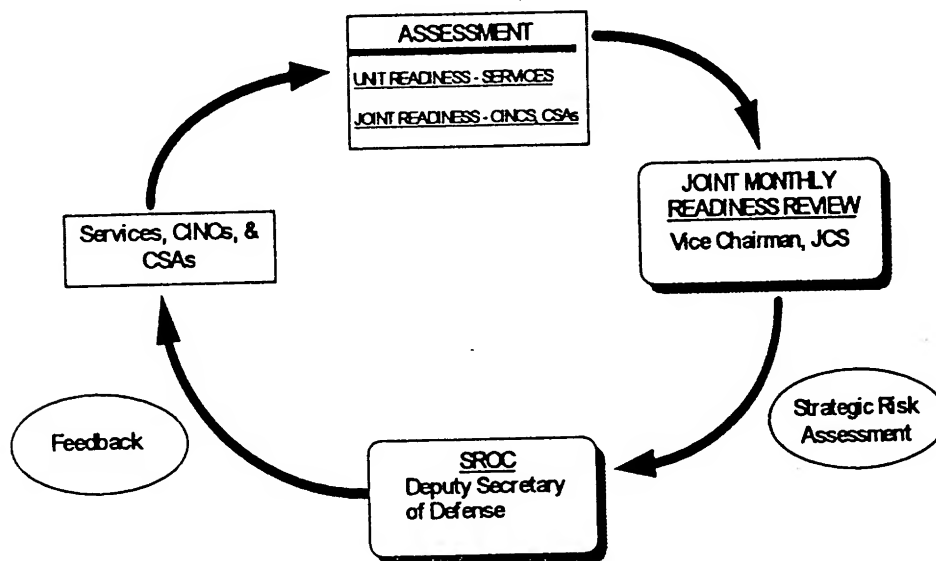 ASSESSMENT
UNIT READINESS - SERVICES
JOINT READINESS - CINCS, CSAs
JOINT MONTHLY
READINESS REVIEW
Vice Chairman, JCS
Services, CINCs, &
CSAs
Strategic Risk
Assessment
Feedback
SROC
Deputy Secretary
of Defense